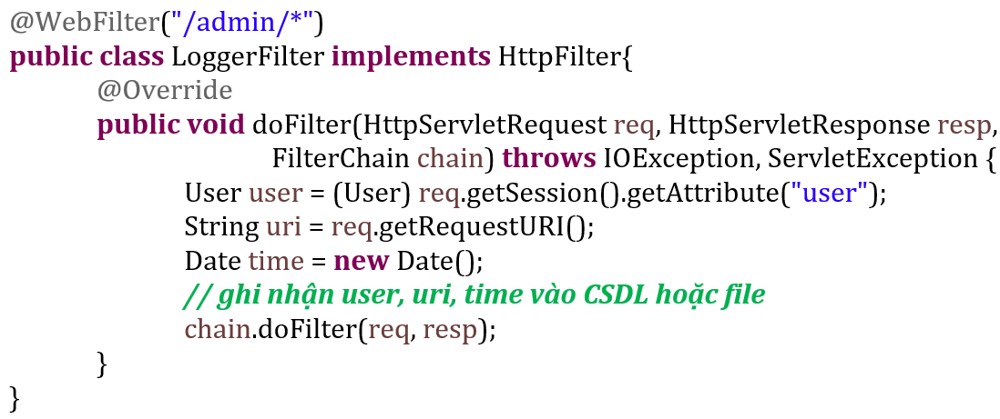 @WebFilter("/admin/*")
public class LoggerFilter implements HttpFilter{
@Override
public void doFilter(HttpServletRequest req, HttpServletResponse resp,
FilterChain chain) throws IOException, ServletException {
User user = (User) req.getSession().getAttribute("user");
String uri = req.getRequestURI();
Date time = new Date();
// ghi nhận user, uri, time vào CSDL hoặc file
chain.doFilter(req, resp);
}
}